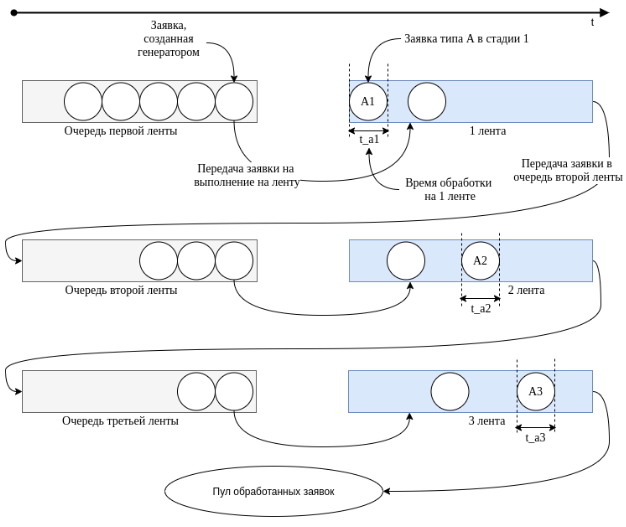 t
Заявка,
созданная
генератором
Заявка типа А в стадии 1
A1
Очередь первой ленты
t_a1
1 лента
Передача заявки на
выполнение на ленту
Время обработки
на 1 ленте
Передача заявки в
очередь второй ленты
A2
Очередь второй ленты
t_a2
2 лента
A3
Очередь третьей ленты
3 лента
t_a3
Пул обработанных заявок